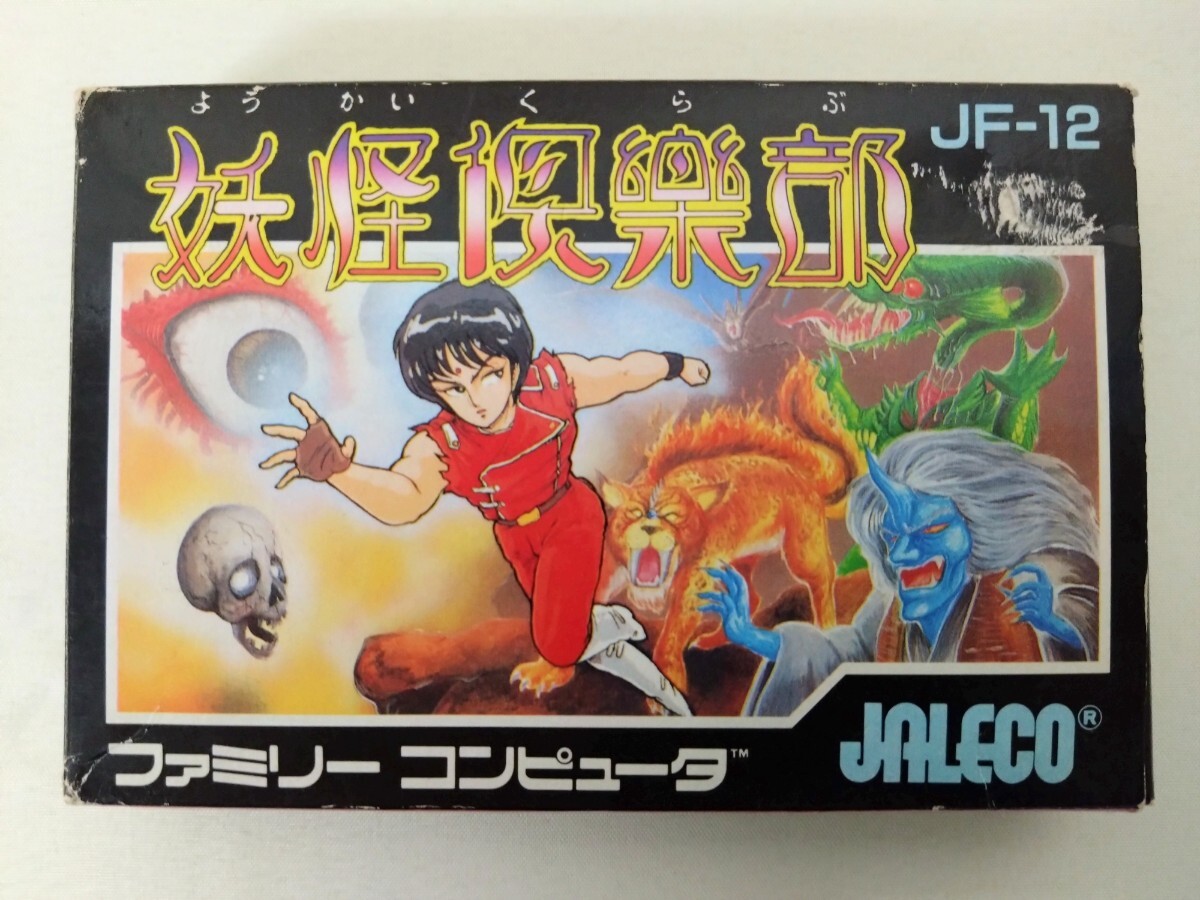 ようかいくらぶ
JF-12
妖怪倶樂部
ファミリー コンピュータ™
JALECO®